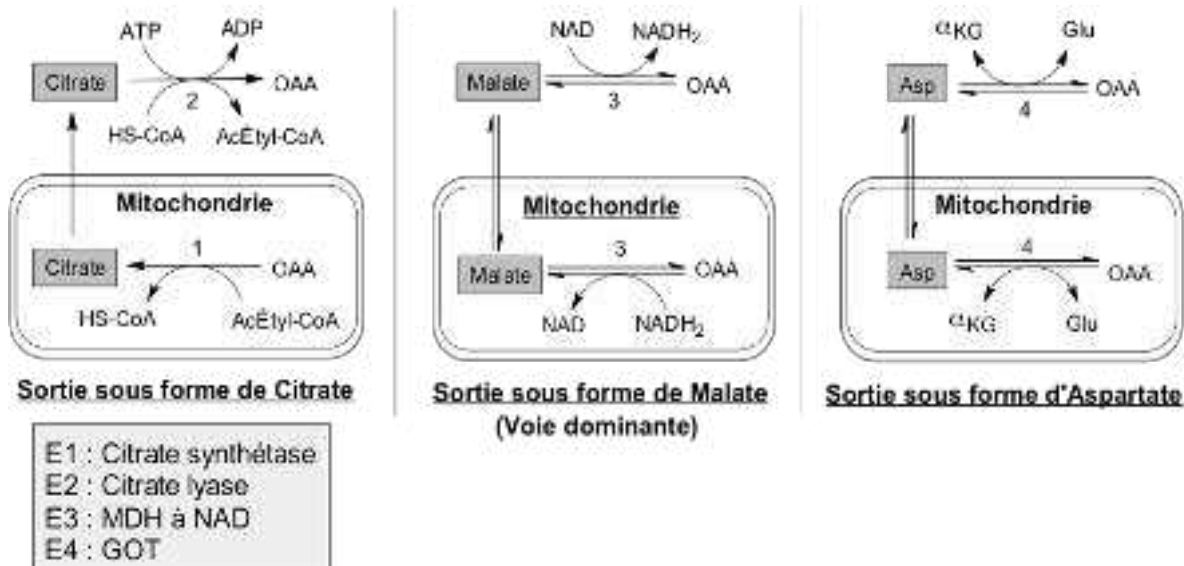 ATP ADP
Citrate 2 OAA
HS-CoA AcÉtyl-CoA
Mitochondrie
Citrate 1 OAA
HS-CoA AcÉtyl-CoA
Sortie sous forme de Citrate
NAD NADH2
Malate 3 OAA
Mitochondrie
Malate 3 OAA
NAD NADH2
Sortie sous forme de Malate
(Voie dominante)
αKG Glu
Asp 4 OAA
Mitochondrie
Asp 4 OAA
αKG Glu
Sortie sous forme d'Aspartate
E1 : Citrate synthétase
E2 : Citrate lyase
E3 : MDH à NAD
E4 : GOT